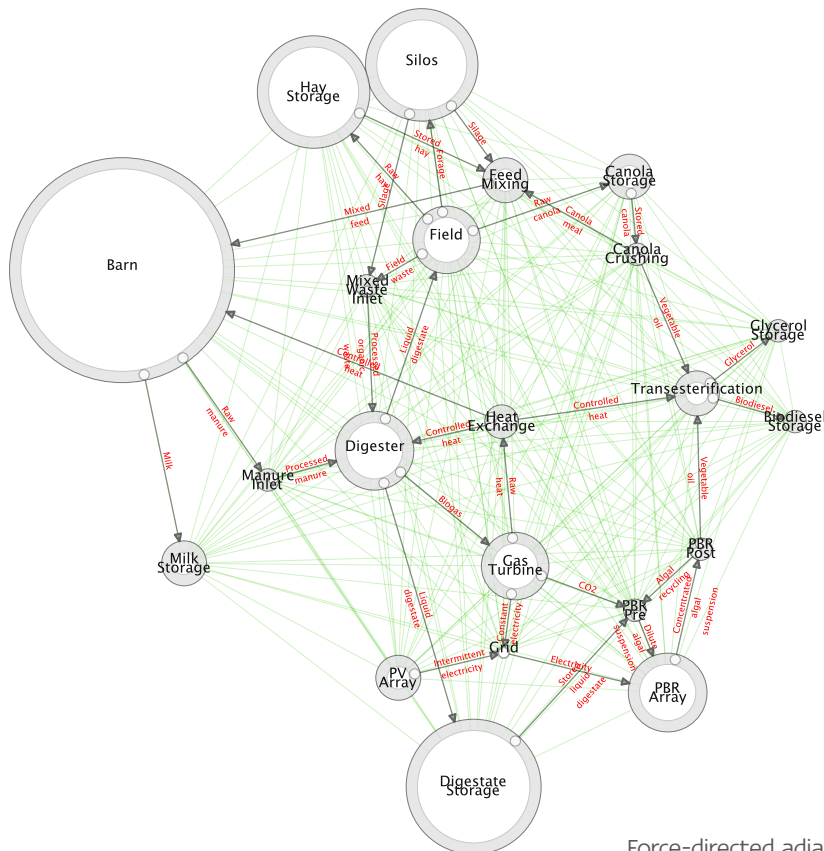 Silos
Hay
Storage
Stored
hay
Silage
Forage
Raw
hay
Silage
Feed
Mixing
Canola
Storage
Mixed
feed
Raw
canola
Canola
meal
Stored
canola
Field
Canola
Crushing
Barn
Field
waste
Mixed
Waste
Inlet
Vegetable
oil
Glycerol
Storage
Liquid
digestate
Processed
organic
waste
Controlled
heat
Glycerol
Transesterification
Biodiesel
Biodiesel
Storage
Controlled
heat
Heat
Exchange
Controlled
heat
Raw
manure
Digester
Milk
Processed
manure
Manure
Inlet
Raw
heat
Vegetable
oil
Biogas
Milk
Storage
Gas
Turbine
PBR
Post
CO2
Algal
recycling
Liquid
digestate
Constant
electricity
PBR
Pre
Concentrated
algal
suspension
Dilute
algal
suspension
Grid
Intermittent
electricity
Electricity
PV
Array
Stored
liquid
digestate
PBR
Array
Digestate
Storage
Force-directed adja